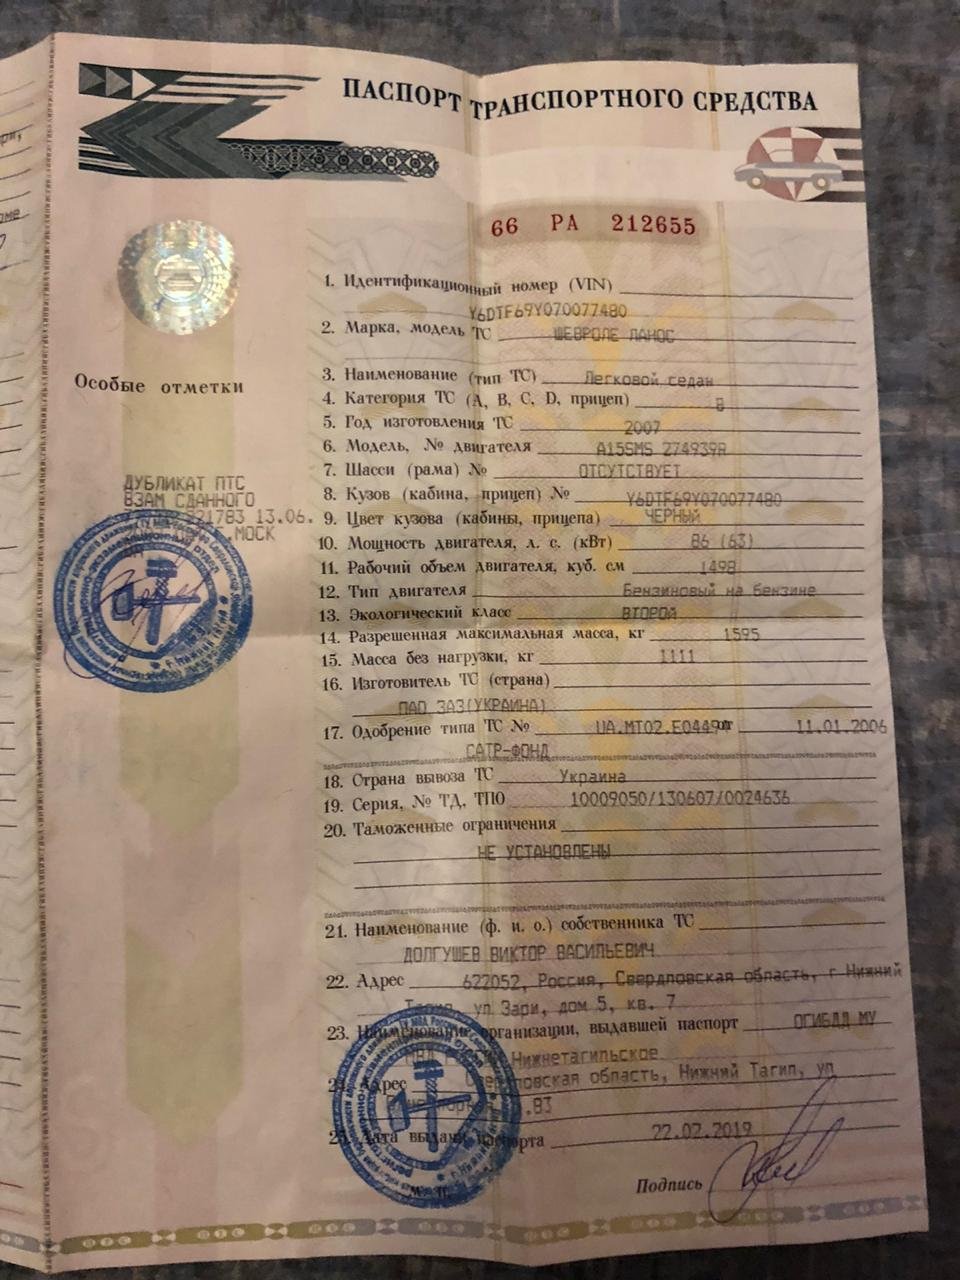 ПАСПОРТ ТРАНСПОРТНОГО СРЕДСТВА
66 РА 212655
1. Идентификационный номер (VIN)
Y6DTF69Y070077480
2. Марка, модель ТС ШЕВРОЛЕ ЛАНОС
3. Наименование (тип ТС) Легковой седан
4. Категория ТС (А, В, С, D, прицеп) В
5. Год изготовления ТС 2007
6. Модель, № двигателя A15SMS 274939R
7. Шасси (рама) № ОТСУТСТВУЕТ
8. Кузов (кабина, прицеп) № Y6DTF69Y070077480
9. Цвет кузова (кабины, прицепа) ЧЕРНЫЙ
10. Мощность двигателя, л. с. (кВт) 86 (63)
11. Рабочий объем двигателя, куб. см 1498
12. Тип двигателя Бензиновый на бензине
13. Экологический класс ВТОРОЙ
14. Разрешенная максимальная масса, кг 1595
15. Масса без нагрузки, кг 1111
16. Изготовитель ТС (страна)
ПАО ЗАЗ(УКРАИНА)
17. Одобрение типа ТС № UA.MT02.E0449 от 11.01.2006
САТР-ФОНД
18. Страна вывоза ТС Украина
19. Серия, № ТД, ТПО 10009050/130607/0024636
20. Таможенные ограничения
НЕ УСТАНОВЛЕНЫ
21. Наименование (ф. и. о.) собственника ТС
ДОЛГУШЕВ ВИКТОР ВАСИЛЬЕВИЧ
22. Адрес 622052, Россия, Свердловская область, г Нижний
Тагил, ул Зари, дом 5, кв. 7
23. Наименование организации, выдавшей паспорт ОГИБДД МУ
Нижнетагильское
24. Адрес Свердловская область, Нижний Тагил, ул
.83
25. Дата выдачи паспорта 22.02.2019
М. П.
Подпись
Особые отметки
ДУБЛИКАТ ПТС
ВЗАМ СДАННОГО
221783 13.06.
МОСК